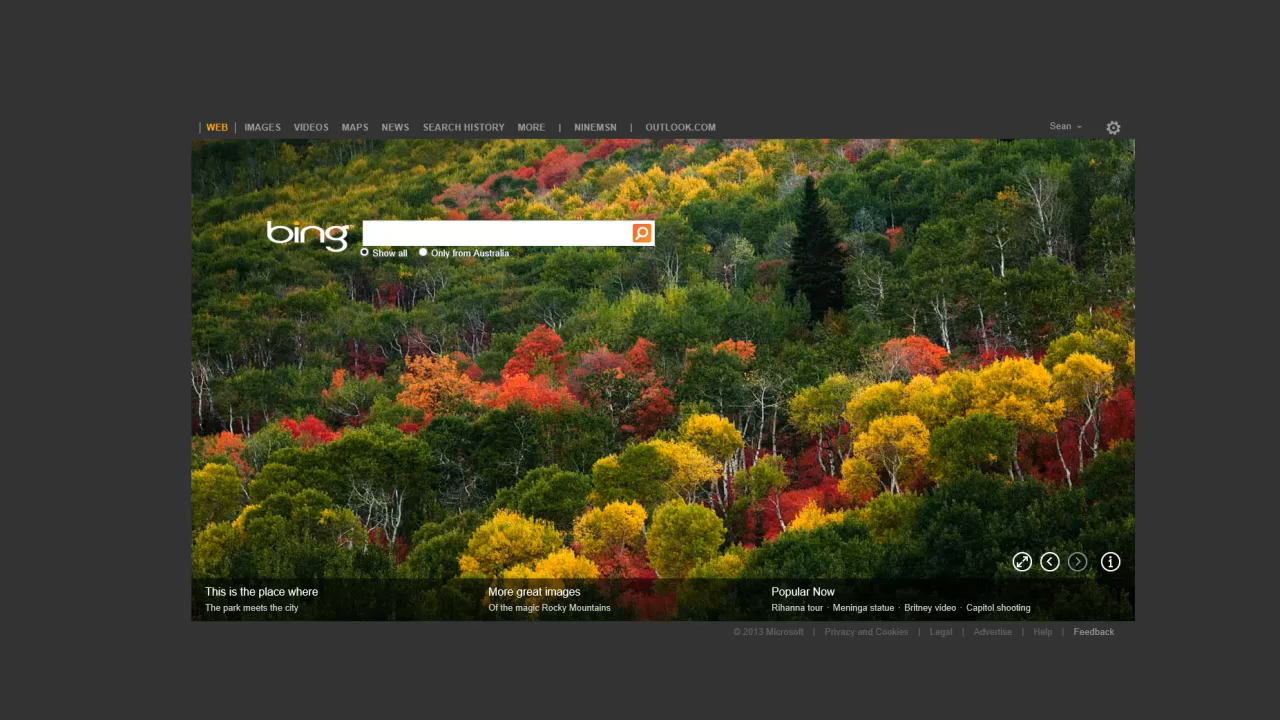 | WEB | IMAGES VIDEOS MAPS NEWS SEARCH HISTORY MORE | NINEMSN | OUTLOOK.COM Sean
bing
Show all Only from Australia
This is the place where More great images Popular Now
The park meets the city Of the magic Rocky Mountains Rihanna tour · Meninga statue · Britney video · Capitol shooting
© 2013 Microsoft | Privacy and Cookies | Legal | Advertise | Help | Feedback